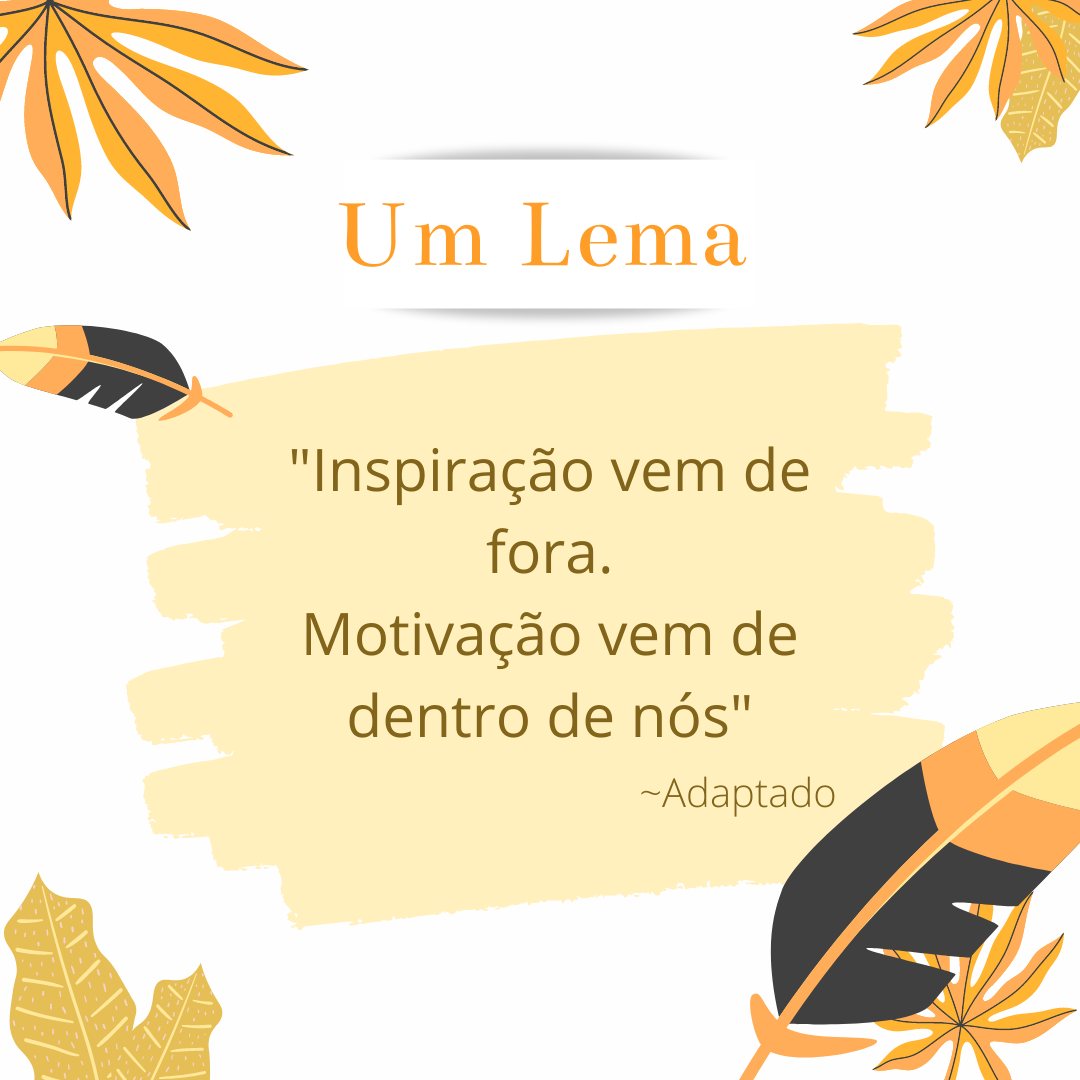 Um Lema
"Inspiração vem de
fora.
Motivação vem de
dentro de nós"
~Adaptado